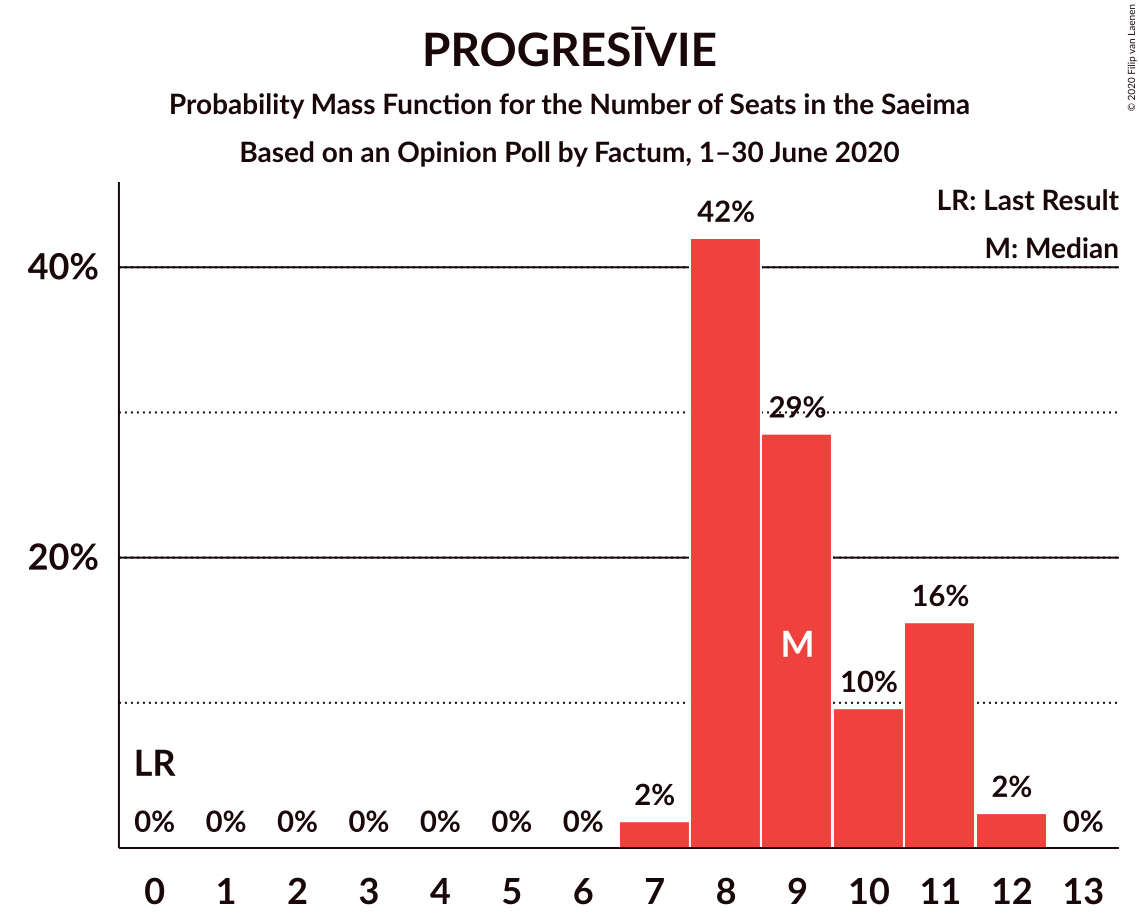 PROGRESĪVIE
Probability Mass Function for the Number of Seats in the Saeima
Based on an Opinion Poll by Factum, 1–30 June 2020
© 2020 Filip van Laenen
LR: Last Result
M: Median
40%
20%
42%
29%
16%
10%
M
LR
2%
2%
0% 0% 0% 0% 0% 0% 0% 0%
0 1 2 3 4 5 6 7 8 9 10 11 12 13